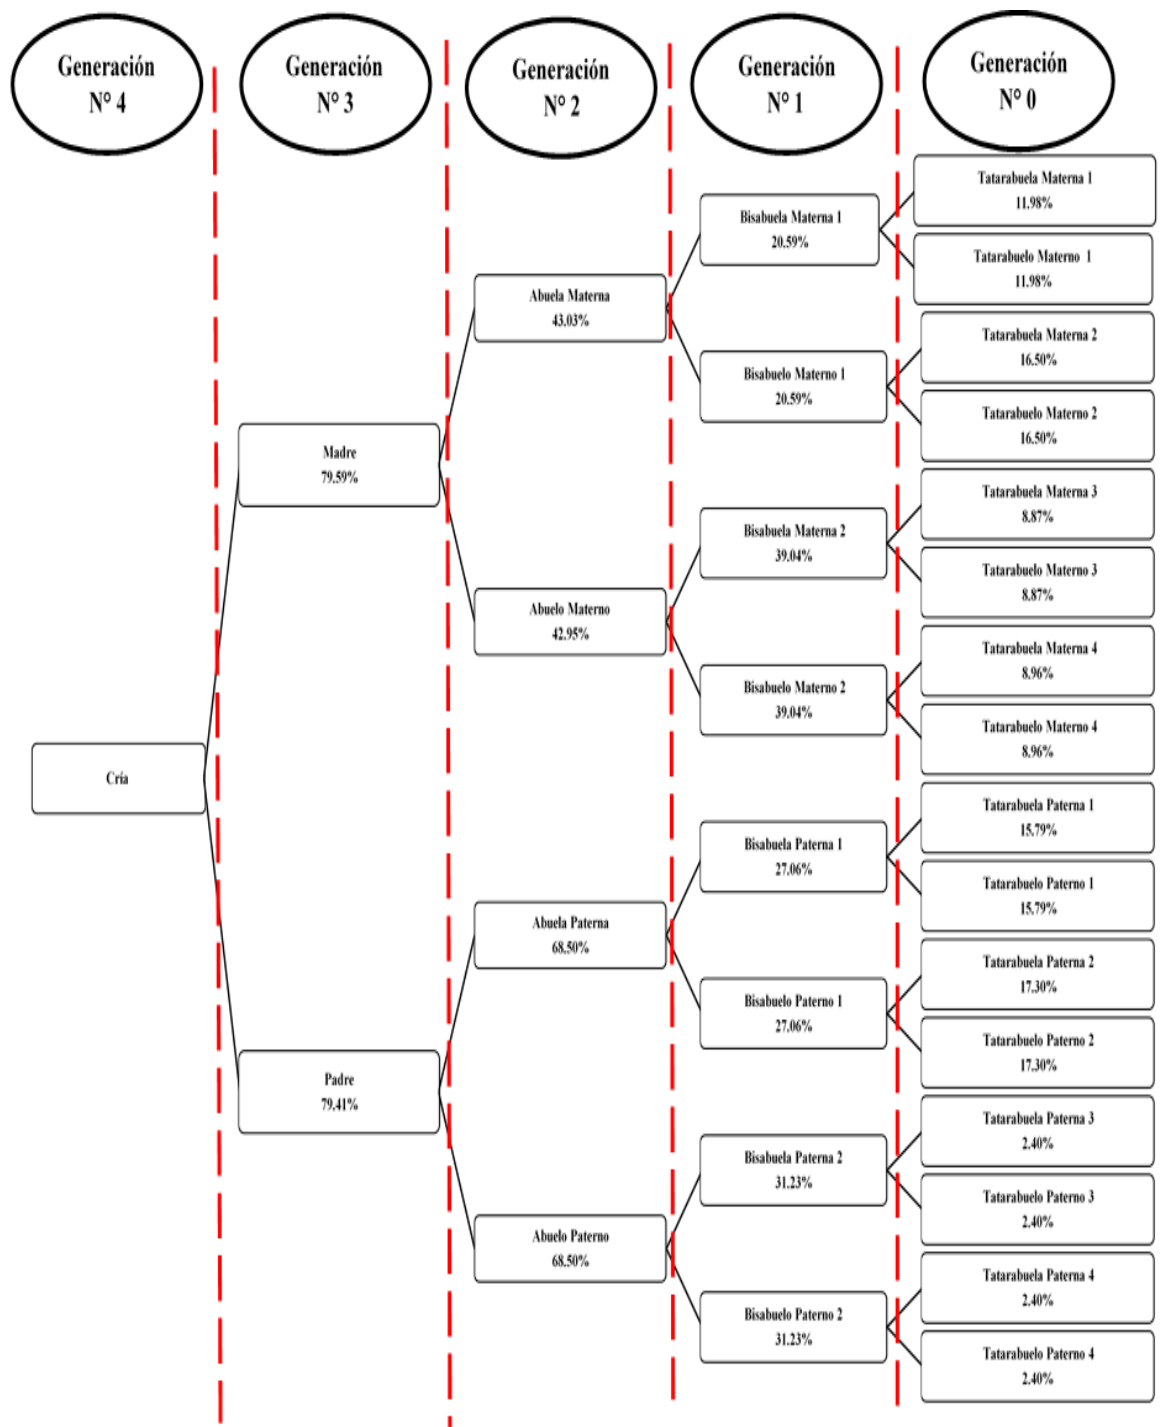 Generación
N° 4
Generación
N° 3
Generación
N° 2
Generación
N° 1
Generación
N° 0
Cría
Madre
79.59%
Padre
79.41%
Abuela Materna
43.03%
Abuelo Materno
42.95%
Abuela Paterna
68.50%
Abuelo Paterno
68.50%
Bisabuela Materna 1
20.59%
Bisabuelo Materno 1
20.59%
Bisabuela Materna 2
39.04%
Bisabuelo Materno 2
39.04%
Bisabuela Paterna 1
27.06%
Bisabuelo Paterno 1
27.06%
Bisabuela Paterna 2
31.23%
Bisabuelo Paterno 2
31.23%
Tatarabuela Materna 1
11.98%
Tatarabuelo Materno 1
11.98%
Tatarabuela Materna 2
16.50%
Tatarabuelo Materno 2
16.50%
Tatarabuela Materna 3
8.87%
Tatarabuelo Materno 3
8.87%
Tatarabuela Materna 4
8.96%
Tatarabuelo Materno 4
8.96%
Tatarabuela Paterna 1
15.79%
Tatarabuelo Paterno 1
15.79%
Tatarabuela Paterna 2
17.30%
Tatarabuelo Paterno 2
17.30%
Tatarabuela Paterna 3
2.40%
Tatarabuelo Paterno 3
2.40%
Tatarabuela Paterna 4
2.40%
Tatarabuelo Paterno 4
2.40%